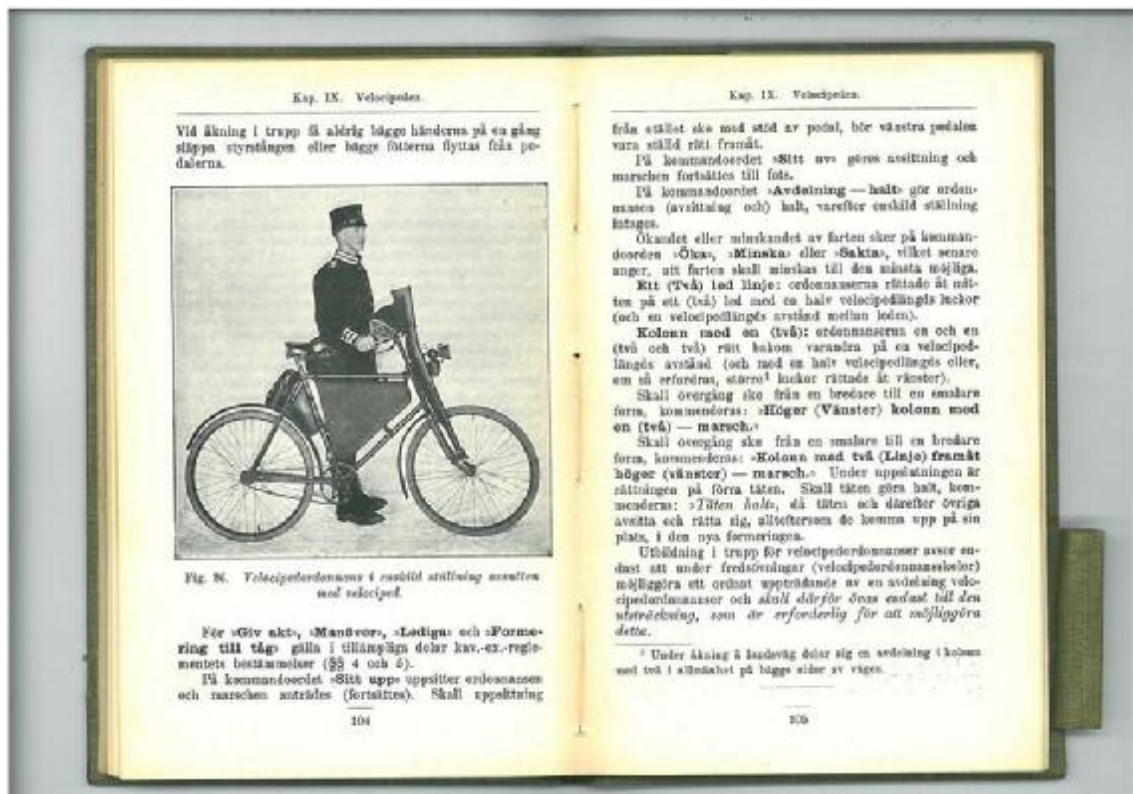 Kap. IX. Velocipeden.
Vid åkning i trupp få aldrig bägge händerna på en gång
släppa styrstången eller bägge fötterna flyttas från pe-
dalerna.
Velocipedordonnans i enskild ställning avsutten
med velociped.
För »Giv akt», »Manöver», »Lediga» och »Forme-
ring till tåg» gälla i tillämpliga delar kav.-ex.-regle-
mentets bestämmelser (§§ 4 och 5).
På kommandoordet »Sitt upp» uppsitter ordonnansen
och marschen anträdes (fortsättes). Skall uppsittning
104
Kap. IX. Velocipeden.
från stället ske med stöd av pedal, bör vänstra pedalen
vara ställd rätt framåt.
På kommandoordet »Sitt av» göres avsittning och
marschen fortsättes till fots.
På kommandoordet »Avdelning — halt» gör ordon-
nansen (avsittning och) halt, varefter enskild ställning
intages.
Ökandet eller minskandet av farten sker på komman-
doorden »Öka», »Minska» eller »Sakta», vilket senare
anger, att farten skall minskas till den minsta möjliga.
Ett (Två) led linje: ordonnanserna rättade åt mit-
ten på ett (två) led med en halv velocipedlängds luckor
(och en velocipedlängds avstånd mellan leden).
Kolonn med en (två): ordonnanserna en och en
(två och två) rätt bakom varandra på en velociped-
längds avstånd (och med en halv velocipedlängds eller,
om så erfordras, större¹ luckor rättade åt vänster).
Skall övergång ske från en bredare till en smalare
form, kommenderas: »Höger (Vänster) kolonn med
en (två) — marsch.»
Skall övergång ske från en smalare till en bredare
form, kommenderas: »Kolonn med två (Linje) framåt
höger (vänster) — marsch.» Under uppslutningen är
rättningen på förra täten. Skall täten göra halt, kom-
menderas: »Täten halt», då täten och därefter övriga
avsitta och rätta sig, allteftersom de komma upp på sin
plats, i den nya formeringen.
Utbildning i trupp för velocipedordonnanser avser en-
dast att under fredsövningar (velocipedordonnansskolor)
möjliggöra ett ordnat uppträdande av en avdelning velo-
cipedordonnanser och skall därför övas endast till den
utsträckning, som är erforderlig för att möjliggöra
detta.
¹ Under åkning å landsväg delar sig en avdelning i kolonn
med två i allmänhet på bägge sidor av vägen.
105